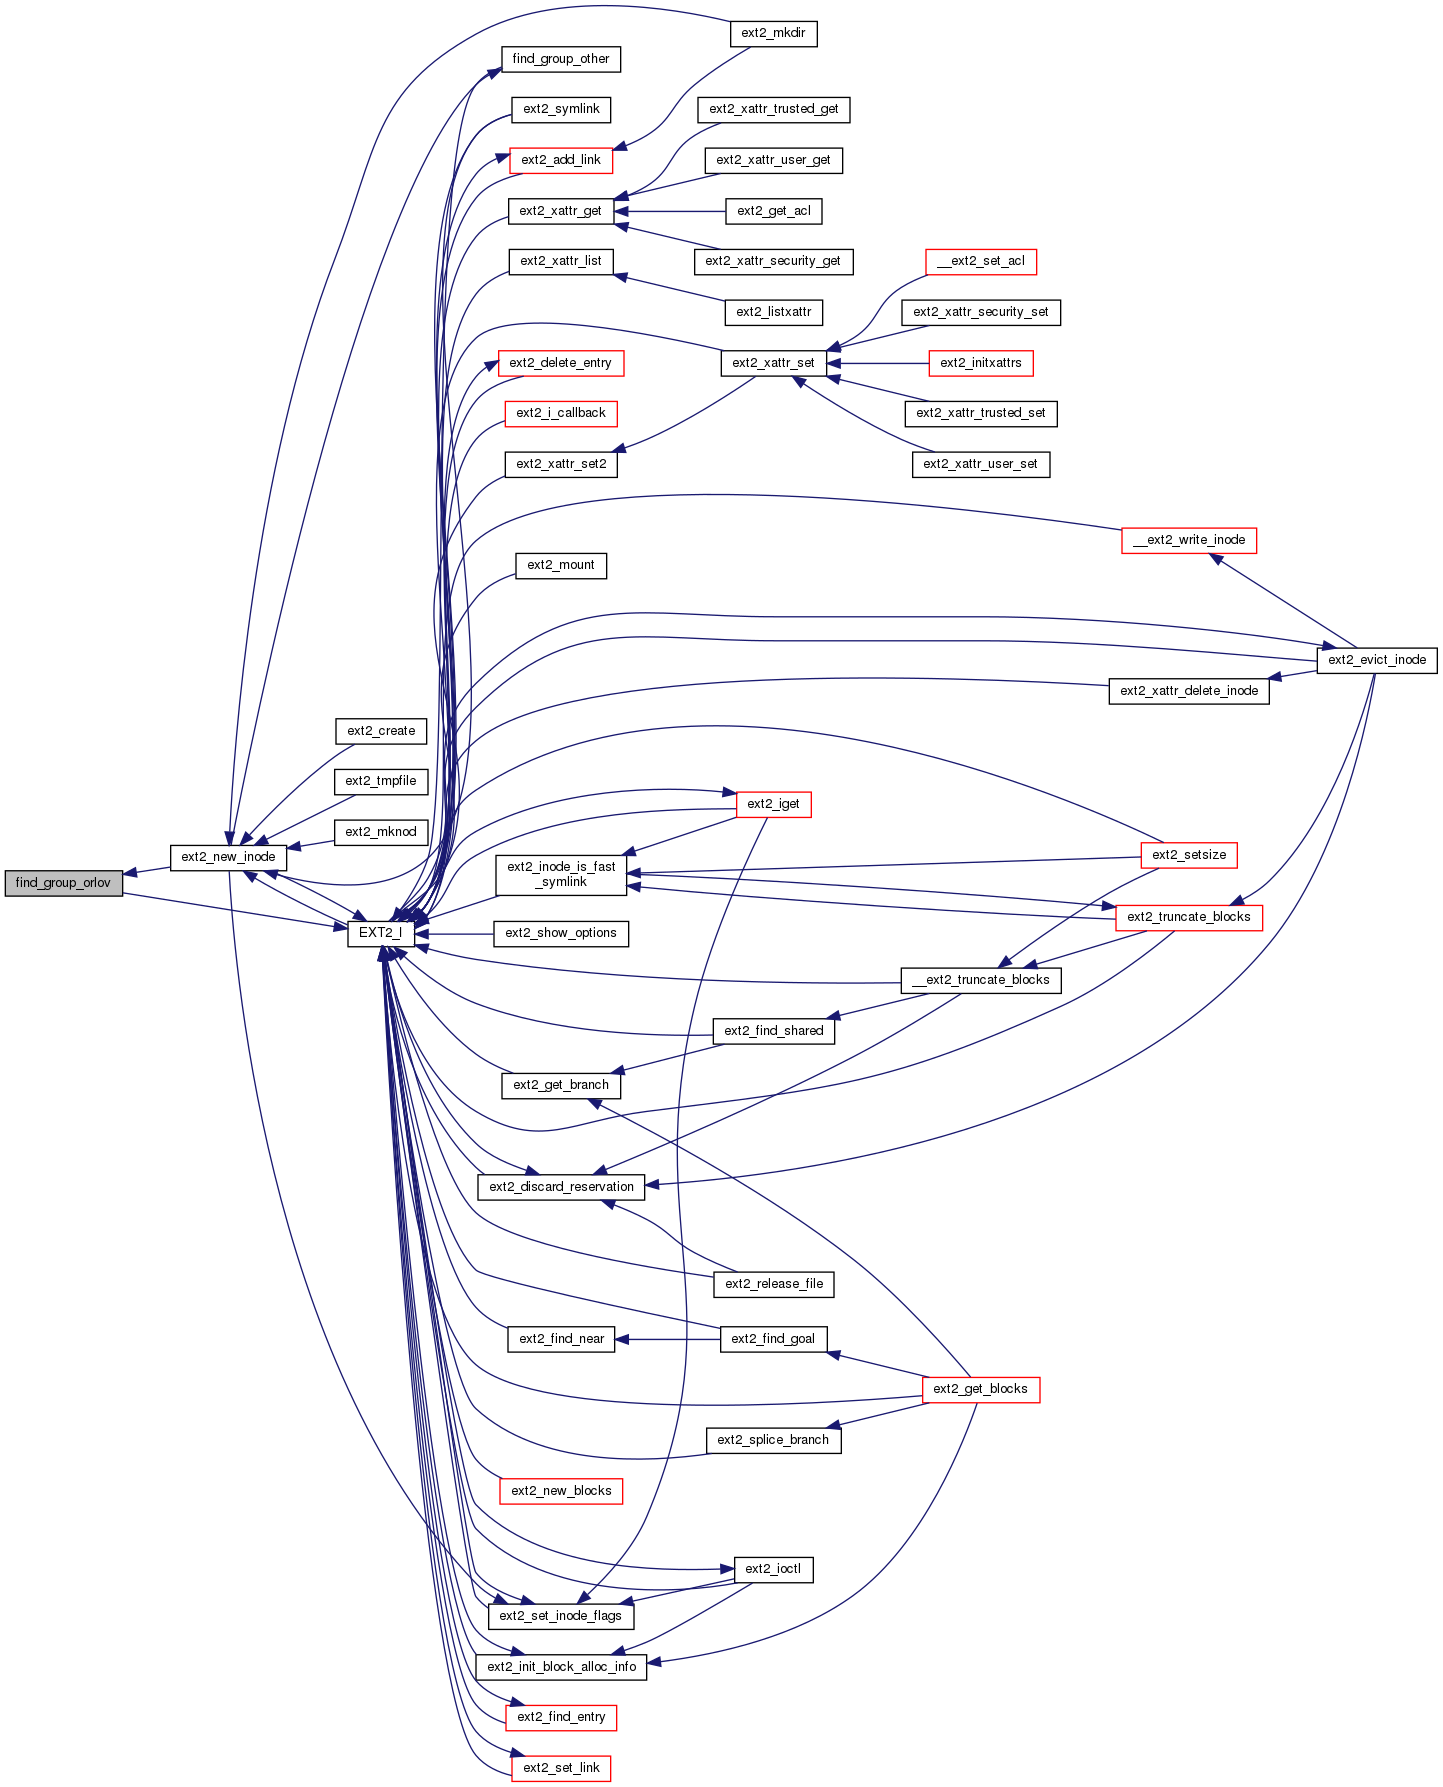 ext2_mkdir
find_group_other
ext2_symlink
ext2_xattr_trusted_get
ext2_add_link
ext2_xattr_user_get
ext2_xattr_get
ext2_get_acl
ext2_xattr_list
ext2_xattr_security_get
__ext2_set_acl
ext2_listxattr
ext2_xattr_security_set
ext2_delete_entry
ext2_xattr_set
ext2_initxattrs
ext2_i_callback
ext2_xattr_trusted_set
ext2_xattr_set2
ext2_xattr_user_set
__ext2_write_inode
ext2_mount
ext2_evict_inode
ext2_xattr_delete_inode
ext2_create
ext2_tmpfile
ext2_iget
ext2_mknod
ext2_new_inode
ext2_setsize
ext2_inode_is_fast
_symlink
find_group_orlov
ext2_truncate_blocks
EXT2_I
ext2_show_options
__ext2_truncate_blocks
ext2_find_shared
ext2_get_branch
ext2_discard_reservation
ext2_release_file
ext2_find_near
ext2_find_goal
ext2_get_blocks
ext2_splice_branch
ext2_new_blocks
ext2_ioctl
ext2_set_inode_flags
ext2_init_block_alloc_info
ext2_find_entry
ext2_set_link